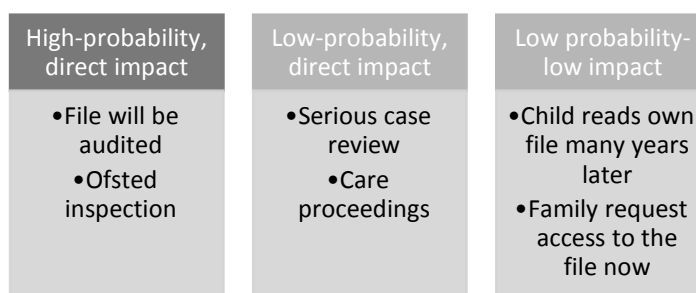 High-probability,
direct impact
•File will be
audited
•Ofsted
inspection
Low-probability,
direct impact
•Serious case
review
•Care
proceedings
Low probability-
low impact
•Child reads own
file many years
later
•Family request
access to the
file now